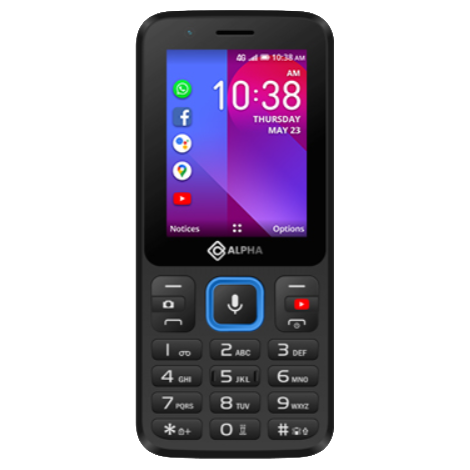 4G 10:38 AM
AM
10:38
THURSDAY
MAY 23
Notices Options
ALPHA
1
2 ABC 3 DEF
4 GHI 5 JKL 6 MNO
7 PQRS 8 TUV 9 WXYZ
* 0 #